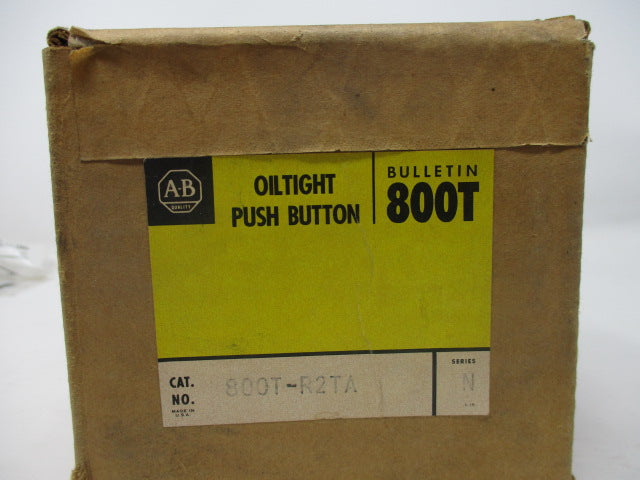 A-B
QUALITY
OILTIGHT
PUSH BUTTON
BULLETIN
800T
CAT.
NO.
MADE IN
U.S.A.
800T-R2TA
SERIES
N